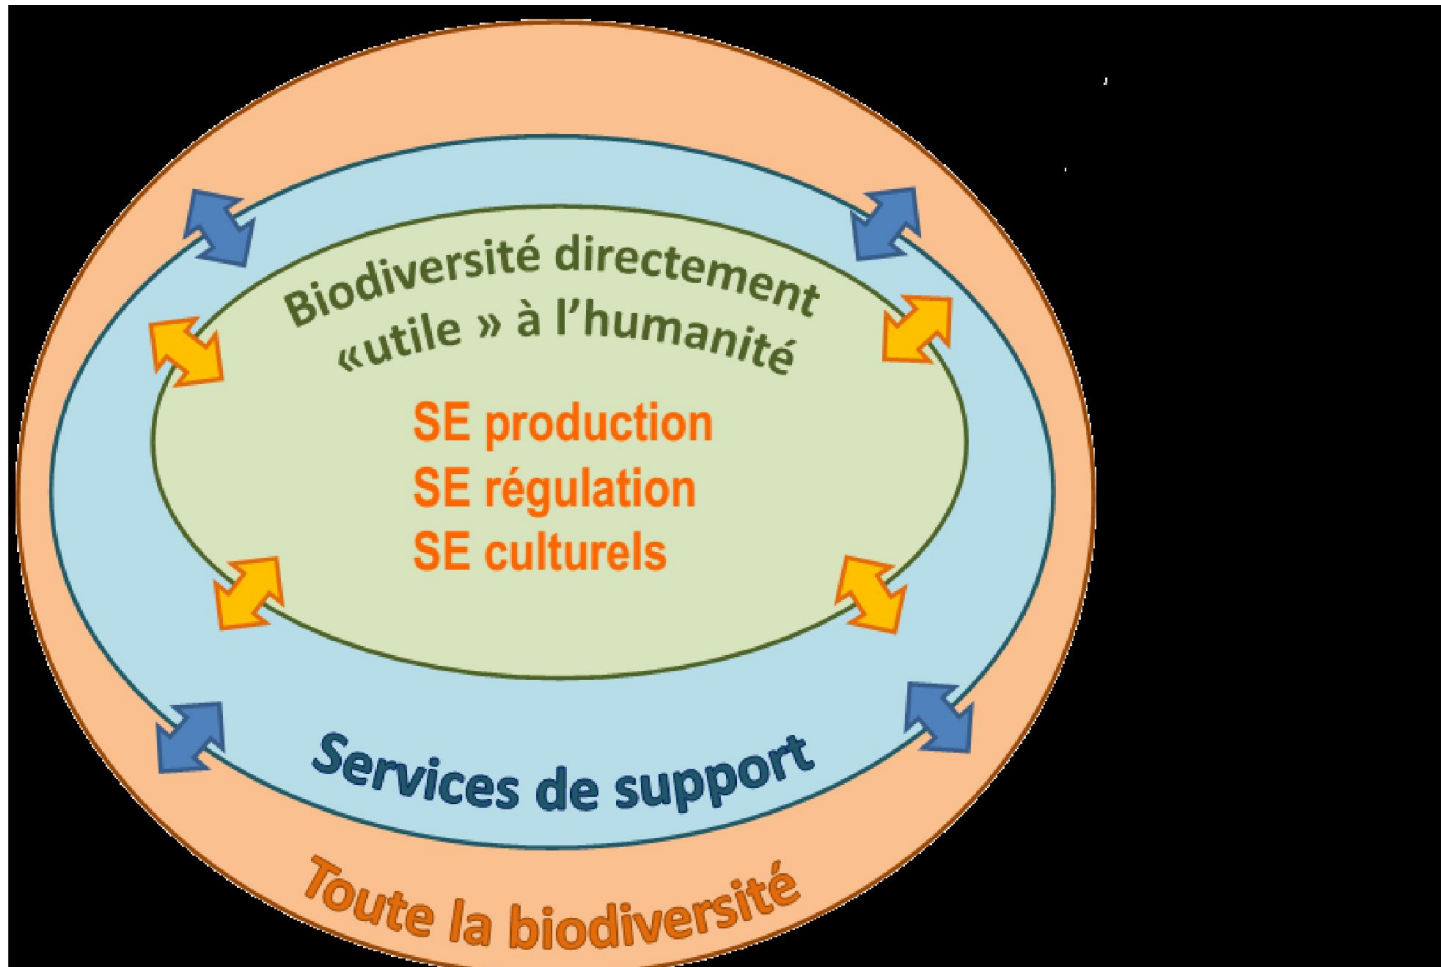 Biodiversité directement
«utile » à l’humanité
SE production
SE régulation
SE culturels
Services de support
Toute la biodiversité